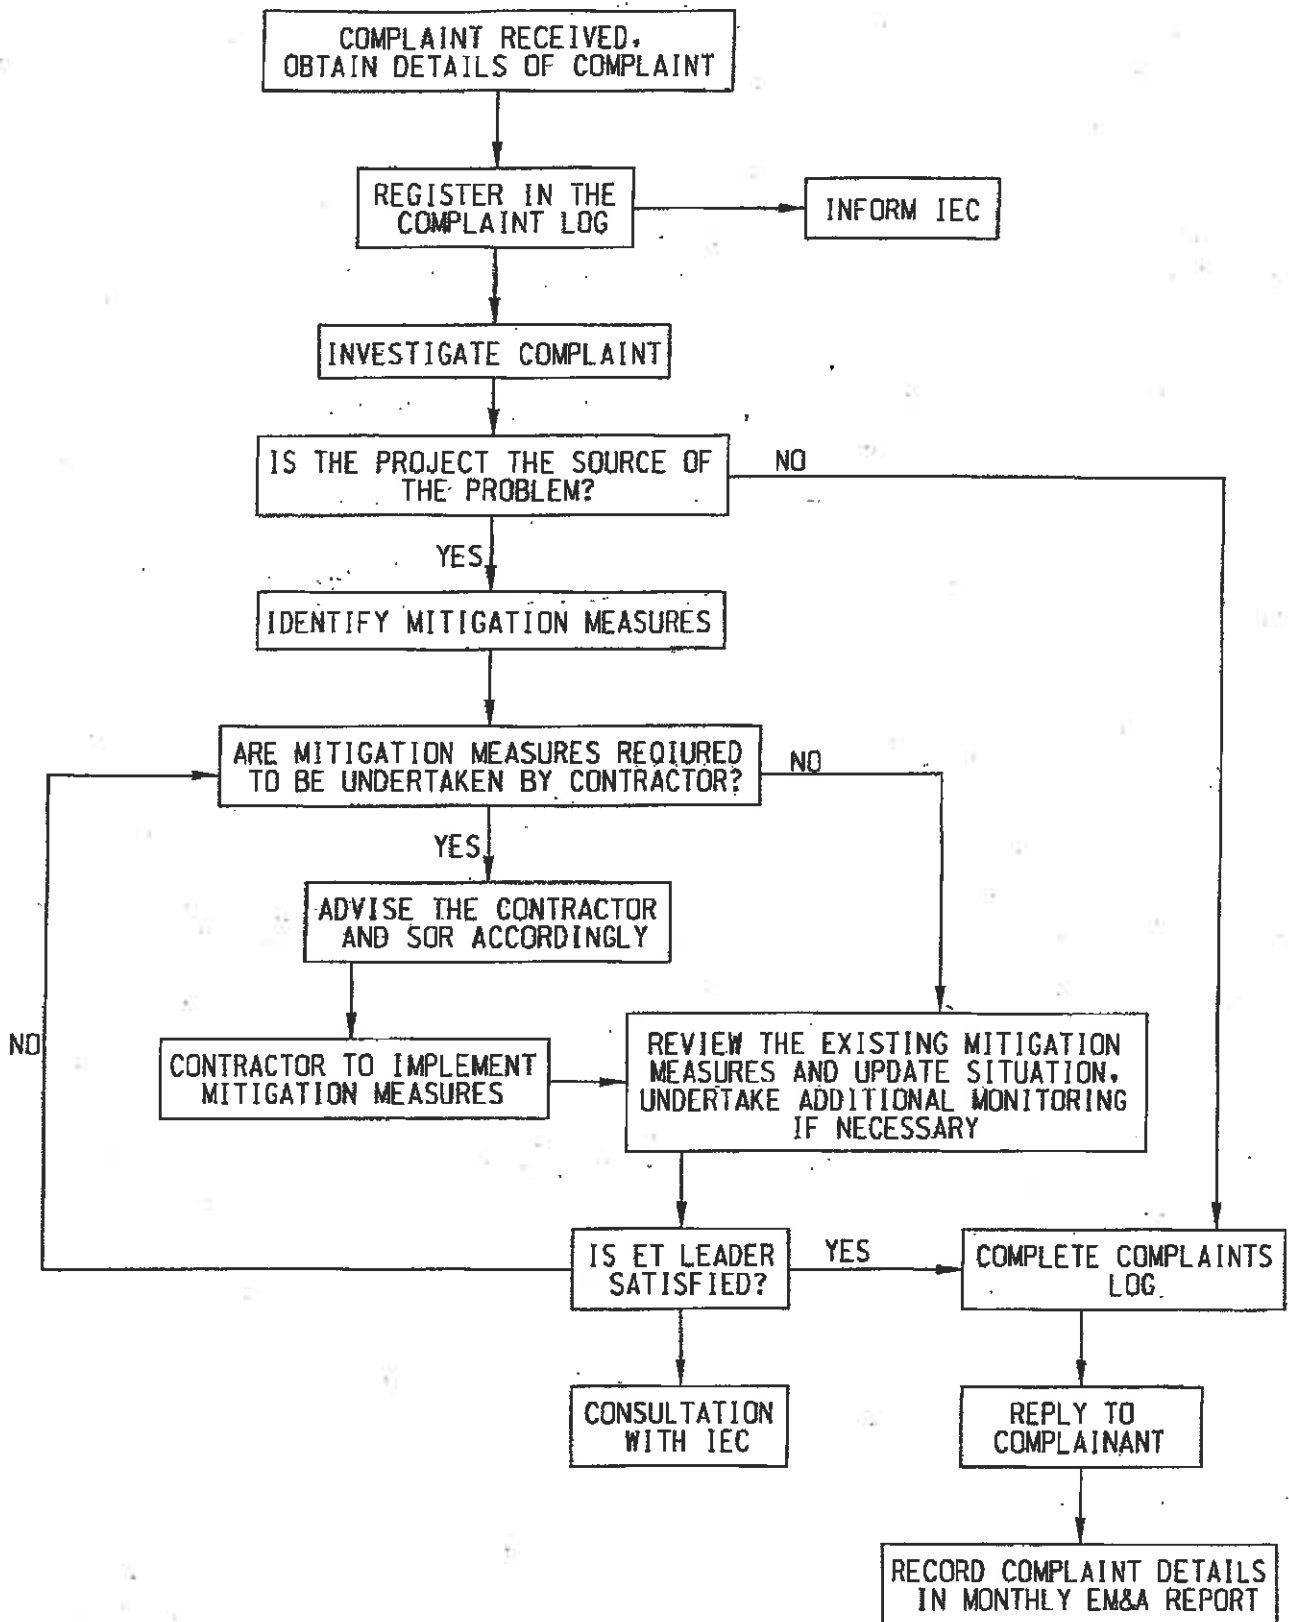 COMPLAINT RECEIVED,
OBTAIN DETAILS OF COMPLAINT
REGISTER IN THE
COMPLAINT LOG
INFORM IEC
INVESTIGATE COMPLAINT
IS THE PROJECT THE SOURCE OF
THE PROBLEM?
NO
YES
IDENTIFY MITIGATION MEASURES
ARE MITIGATION MEASURES REQIURED
TO BE UNDERTAKEN BY CONTRACTOR?
NO
YES
ADVISE THE CONTRACTOR
AND SOR ACCORDINGLY
NO
CONTRACTOR TO IMPLEMENT
MITIGATION MEASURES
REVIEW THE EXISTING MITIGATION
MEASURES AND UPDATE SITUATION,
UNDERTAKE ADDITIONAL MONITORING
IF NECESSARY
IS ET LEADER
SATISFIED?
YES
COMPLETE COMPLAINTS
LOG
CONSULTATION
WITH IEC
REPLY TO
COMPLAINANT
RECORD COMPLAINT DETAILS
IN MONTHLY EM&A REPORT